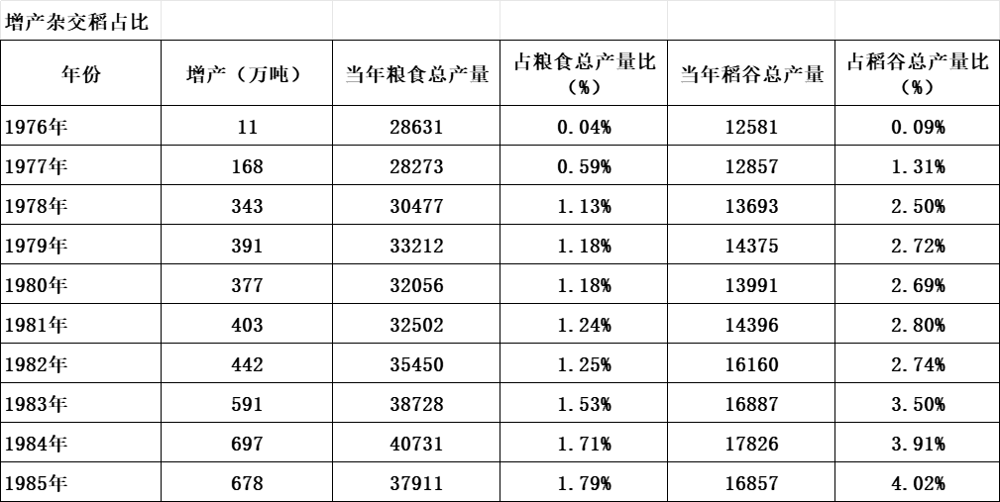 增产杂交稻占比
年份 增产（万吨） 当年粮食总产量 占粮食总产量比（%） 当年稻谷总产量 占稻谷总产量比（%）
1976年 11 28631 0.04% 12581 0.09%
1977年 168 28273 0.59% 12857 1.31%
1978年 343 30477 1.13% 13693 2.50%
1979年 391 33212 1.18% 14375 2.72%
1980年 377 32056 1.18% 13991 2.69%
1981年 403 32502 1.24% 14396 2.80%
1982年 442 35450 1.25% 16160 2.74%
1983年 591 38728 1.53% 16887 3.50%
1984年 697 40731 1.71% 17826 3.91%
1985年 678 37911 1.79% 16857 4.02%